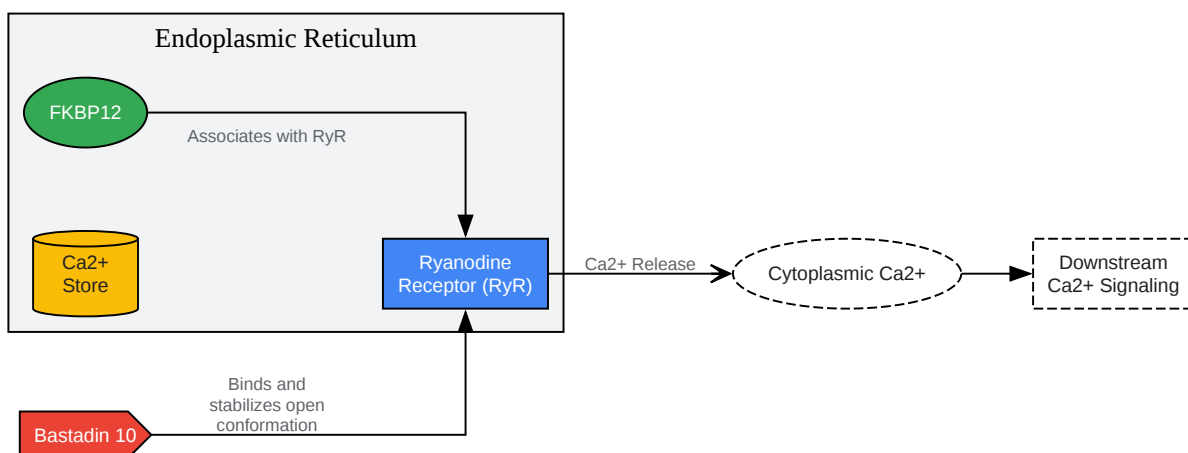 Endoplasmic Reticulum
FKBP12
Associates with RyR
Ca2+
Store
Ryanodine
Receptor (RyR)
Ca2+ Release
Cytoplasmic Ca2+
Downstream
Ca2+ Signaling
Binds and
stabilizes open
conformation
Bastadin 10